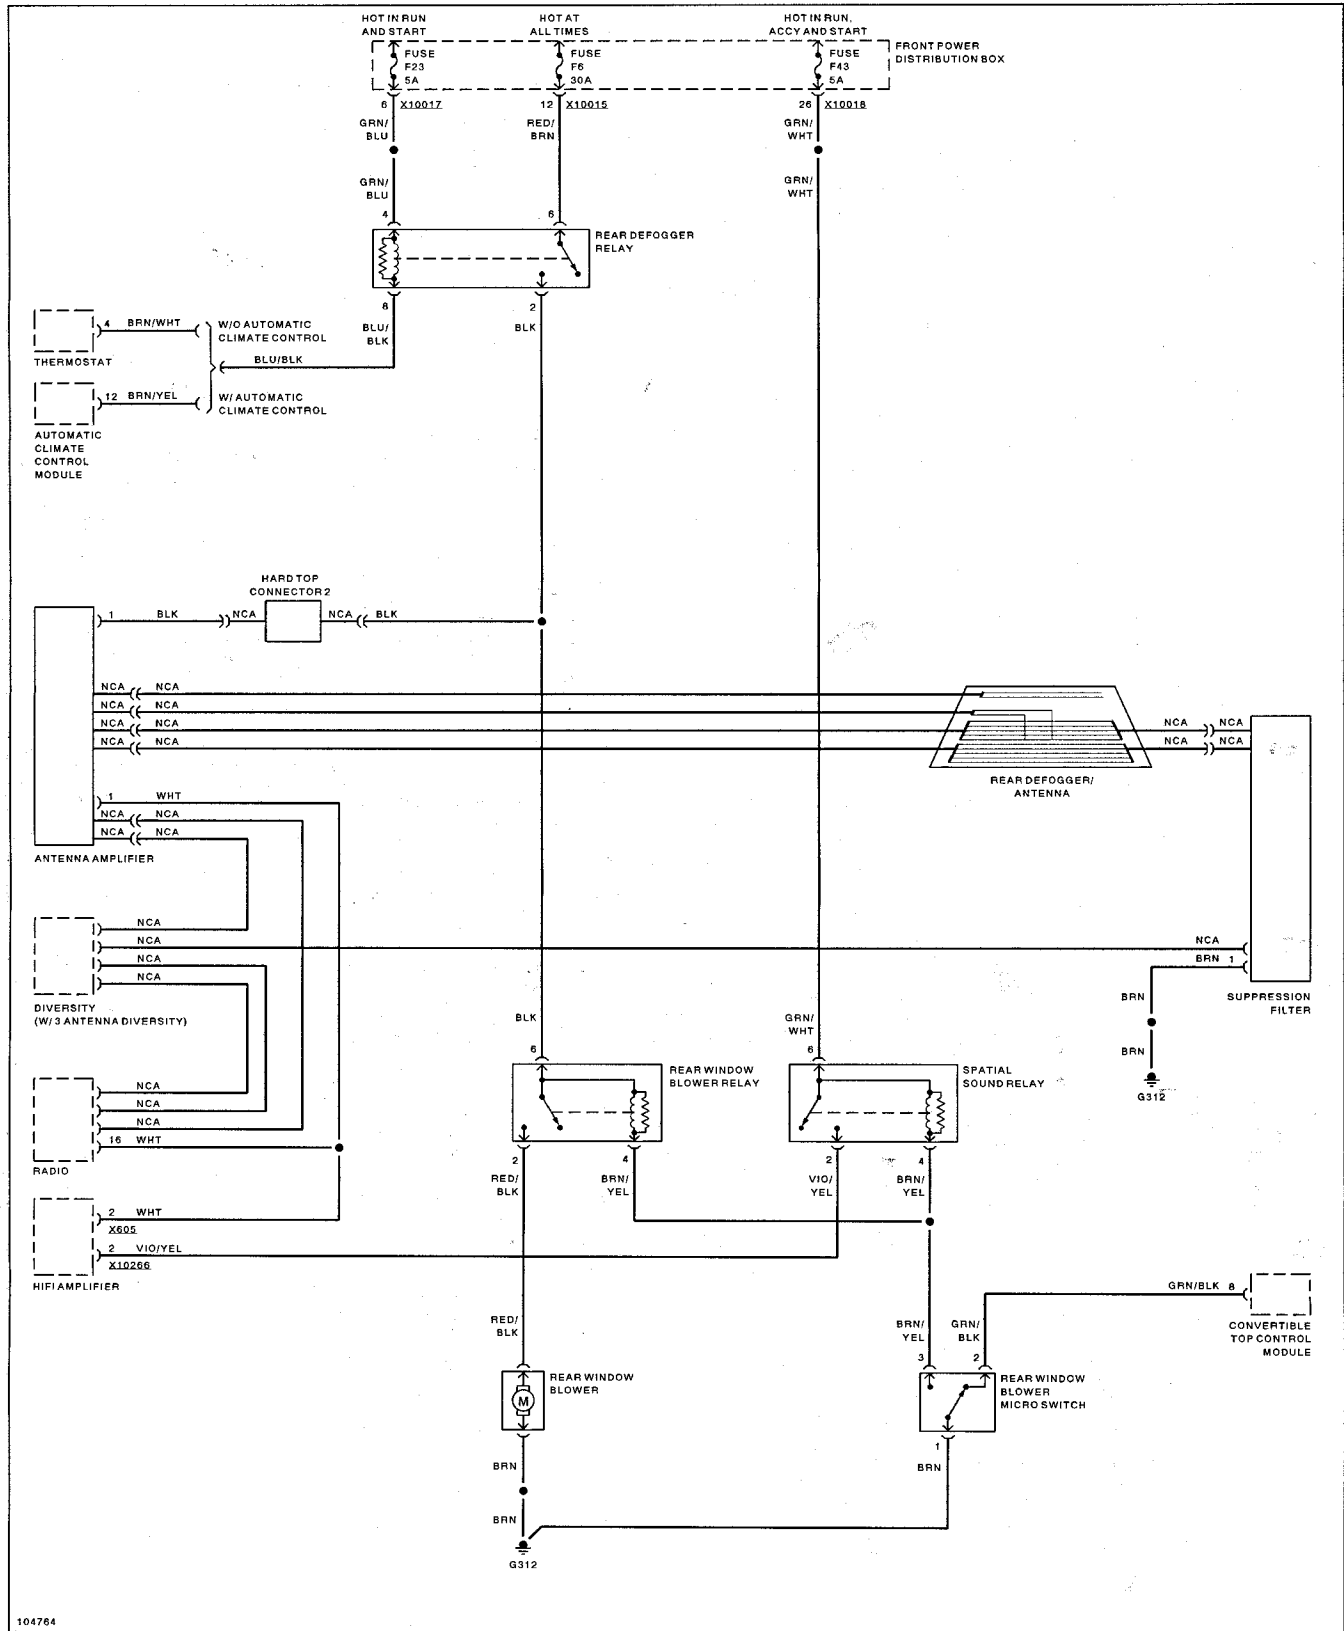 HOT IN RUN
AND START
HOT AT
ALL TIMES
HOT IN RUN,
ACCY AND START
FUSE
F23
5A
FUSE
F6
30A
FUSE
F43
5A
FRONT POWER
DISTRIBUTION BOX
6 X10017
12 X10015
26 X10018
GRN/
BLU
RED/
BRN
GRN/
WHT
GRN/
BLU
GRN/
WHT
4
6
REAR DEFOGGER
RELAY
8
2
BLU/
BLK
BLK
4 BRN/WHT
W/O AUTOMATIC
CLIMATE CONTROL
THERMOSTAT
BLU/BLK
12 BRN/YEL
W/ AUTOMATIC
CLIMATE CONTROL
AUTOMATIC
CLIMATE
CONTROL
MODULE
HARD TOP
CONNECTOR 2
1 BLK NCA NCA BLK
NCA NCA
NCA NCA
NCA NCA
NCA NCA
NCA NCA
NCA NCA
REAR DEFOGGER/
ANTENNA
1 WHT
NCA NCA
NCA NCA
ANTENNA AMPLIFIER
NCA
NCA
NCA
NCA
NCA
BRN 1
DIVERSITY
(W/ 3 ANTENNA DIVERSITY)
SUPPRESSION
FILTER
BRN
BRN
G312
BLK
GRN/
WHT
6
6
REAR WINDOW
BLOWER RELAY
SPATIAL
SOUND RELAY
NCA
NCA
NCA
16 WHT
RADIO
2
4
2
4
RED/
BLK
BRN/
YEL
VIO/
YEL
BRN/
YEL
2 WHT
X605
2 VIO/YEL
X10266
HIFI AMPLIFIER
GRN/BLK 8
CONVERTIBLE
TOP CONTROL
MODULE
RED/
BLK
BRN/
YEL
GRN/
BLK
3
2
REAR WINDOW
BLOWER
M
REAR WINDOW
BLOWER
MICRO SWITCH
1
BRN
BRN
BRN
G312
104764